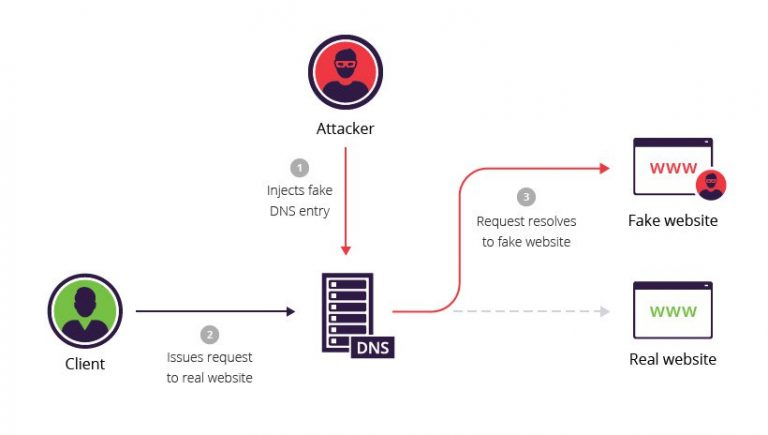 Attacker
1
Injects fake
DNS entry
www
3
Request resolves
to fake website
Fake website
DNS
www
Client
2
Issues request
to real website
Real website